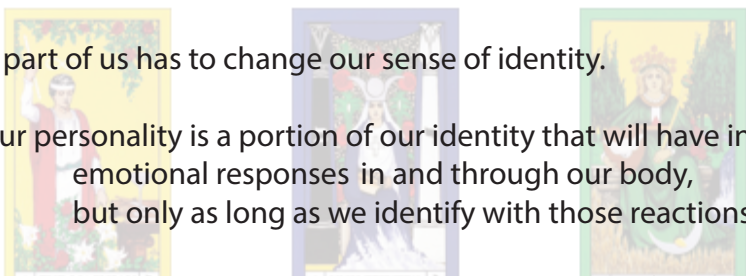 part of us has to change our sense of identity.
ur personality is a portion of our identity that will have in
emotional responses in and through our body,
but only as long as we identify with those reactions